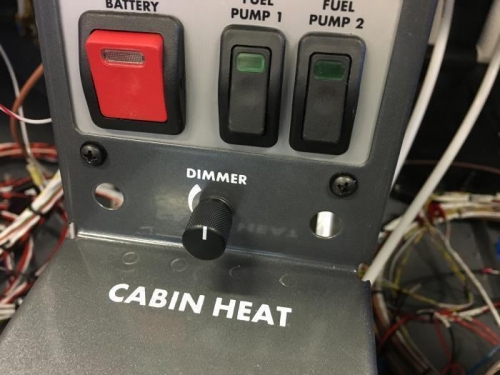 BATTERY
FUEL
PUMP 1
FUEL
PUMP 2
DIMMER
CABIN HEAT